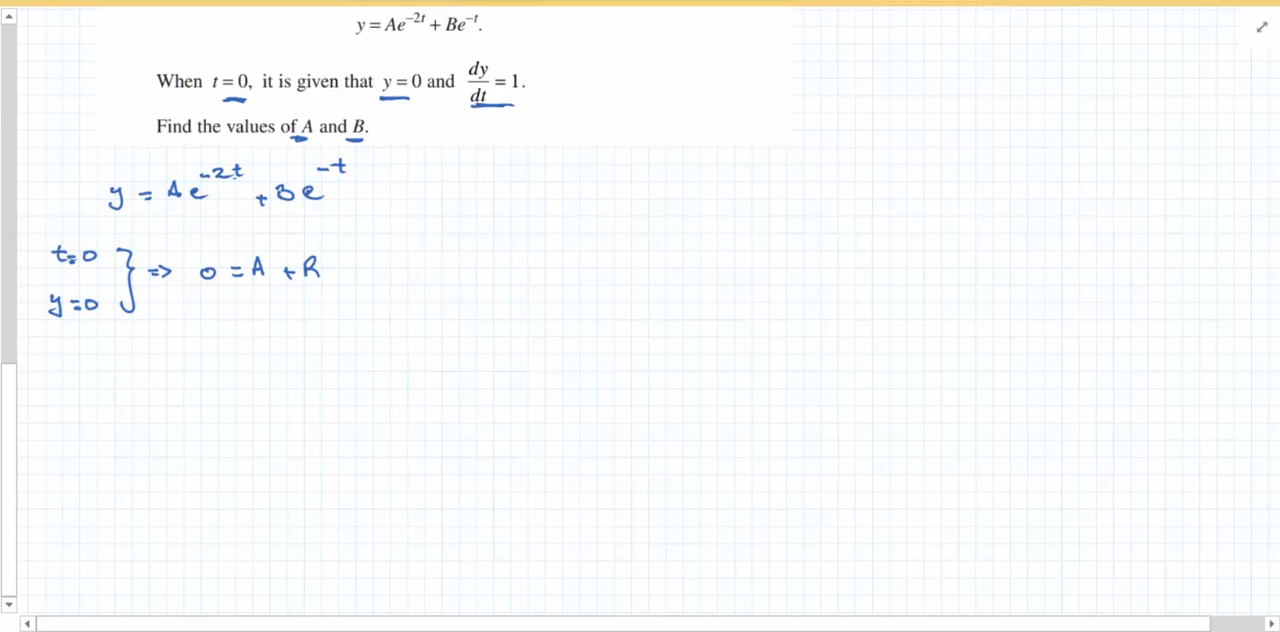 y = Ae⁻²ᵗ + Be⁻ᵗ.
When t = 0, it is given that y = 0 and dy/dt = 1.
Find the values of A and B.
y = Ae⁻²ᵗ + Be⁻ᵗ
t=0
y=0 } => 0 = A + B